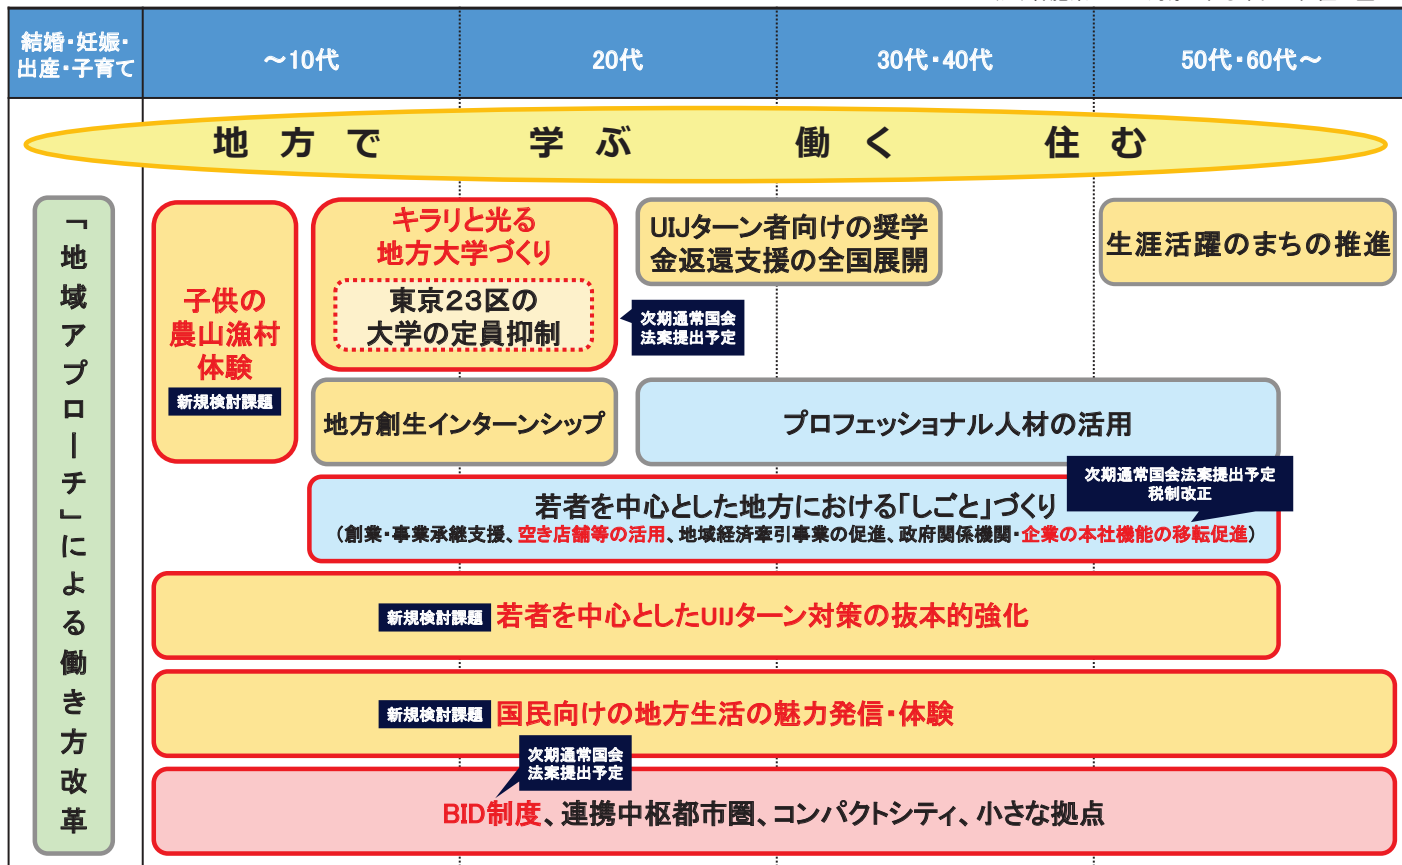 結婚・妊娠・
出産・子育て
～10代
20代
30代・40代
50代・60代～
地方で 学ぶ 働く 住む
「地域アプローチ」による働き方改革
子供の
農山漁村
体験
新規検討課題
キラリと光る
地方大学づくり
東京23区の
大学の定員抑制
次期通常国会
法案提出予定
UIJターン者向けの奨学
金返還支援の全国展開
生涯活躍のまちの推進
地方創生インターンシップ
プロフェッショナル人材の活用
次期通常国会法案提出予定
税制改正
若者を中心とした地方における「しごと」づくり
（創業・事業承継支援、空き店舗等の活用、地域経済牽引事業の促進、政府関係機関・企業の本社機能の移転促進）
新規検討課題 若者を中心としたUIJターン対策の抜本的強化
新規検討課題 国民向けの地方生活の魅力発信・体験
次期通常国会
法案提出予定
BID制度、連携中枢都市圏、コンパクトシティ、小さな拠点